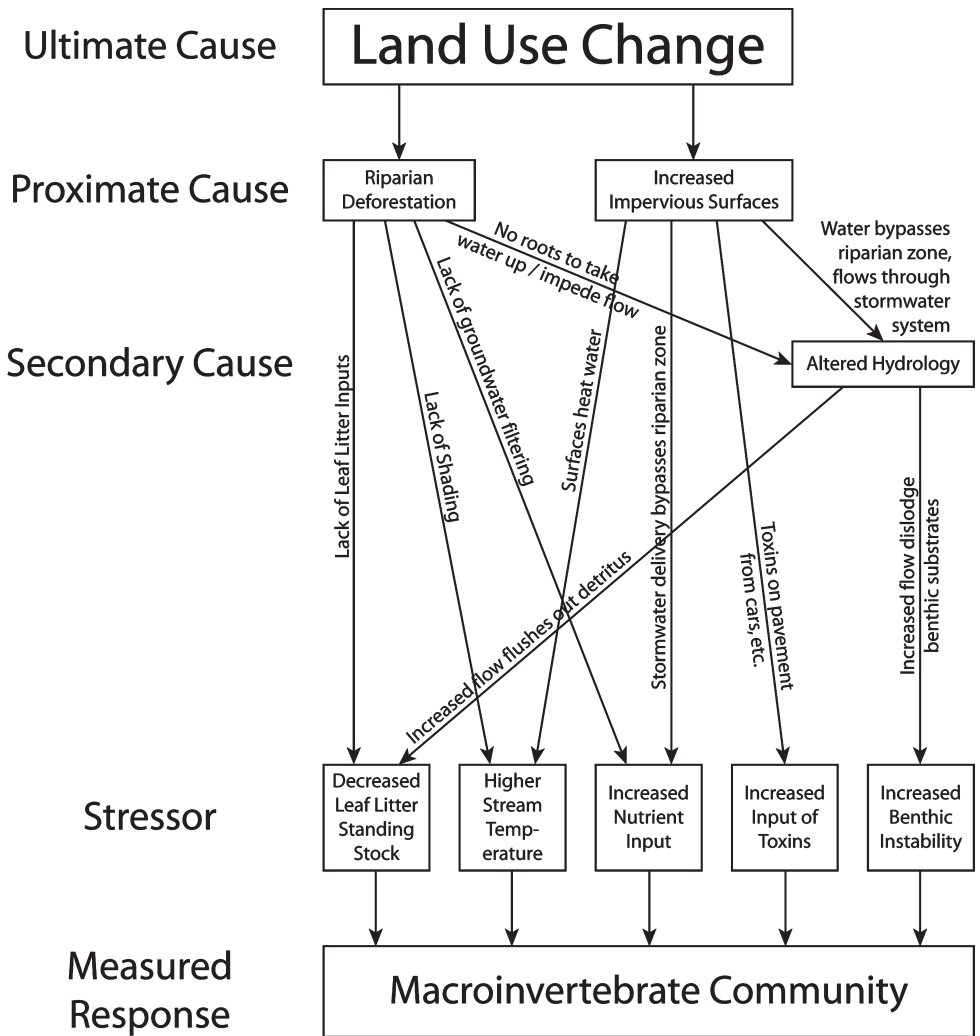 Ultimate Cause
Land Use Change
Proximate Cause
Riparian
Deforestation
Increased
Impervious Surfaces
No roots to take
water up / impede flow
Water bypasses
riparian zone,
flows through
stormwater
system
Secondary Cause
Altered Hydrology
Lack of Leaf Litter Inputs
Lack of Shading
Lack of groundwater filtering
Surfaces heat water
Stormwater delivery bypasses riparian zone
Toxins on pavement
from cars, etc.
Increased flow flushes out detritus
Increased flow dislodge
benthic substrates
Stressor
Decreased
Leaf Litter
Standing
Stock
Higher
Stream
Temp-
erature
Increased
Nutrient
Input
Increased
Input of
Toxins
Increased
Benthic
Instability
Measured
Response
Macroinvertebrate Community